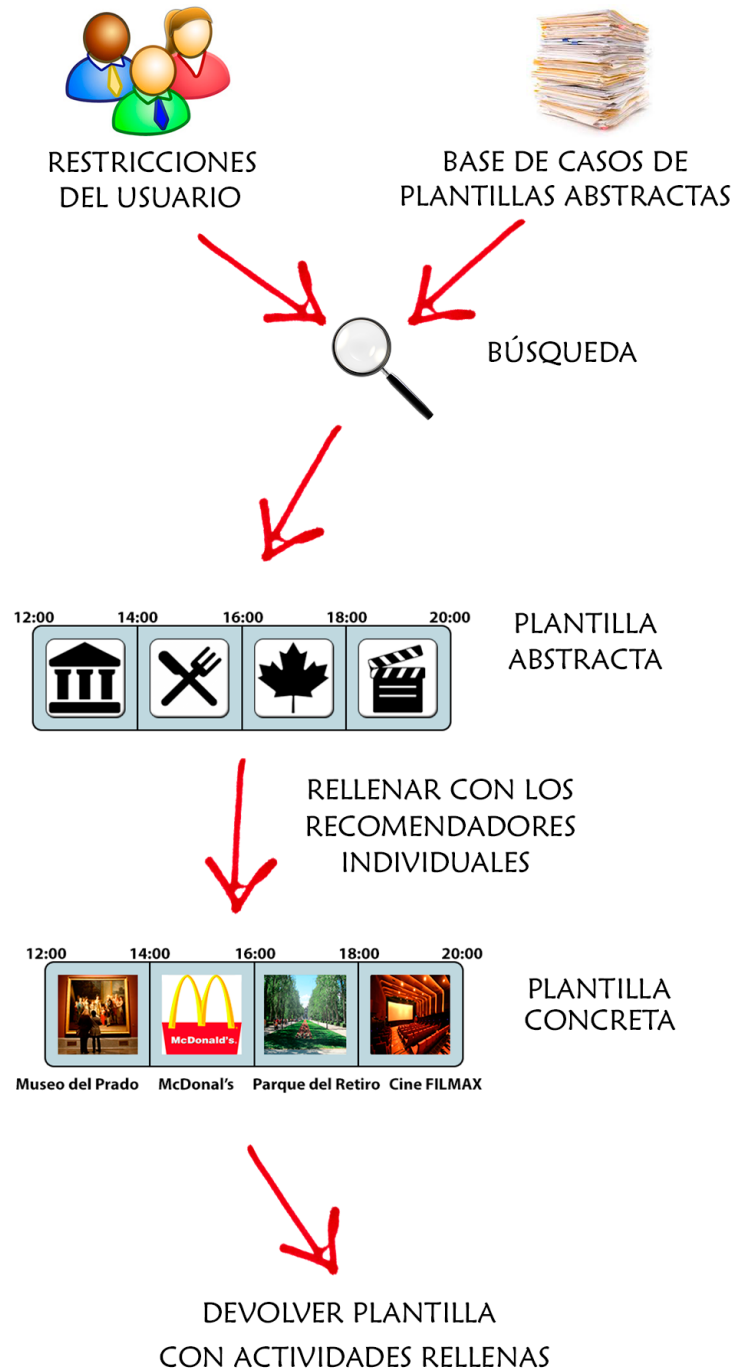 RESTRICCIONES
DEL USUARIO
BASE DE CASOS DE
PLANTILLAS ABSTRACTAS
BÚSQUEDA
12:00 14:00 16:00 18:00 20:00
PLANTILLA
ABSTRACTA
RELLENAR CON LOS
RECOMENDADORES
INDIVIDUALES
12:00 14:00 16:00 18:00 20:00
McDonald's.
PLANTILLA
CONCRETA
Museo del Prado McDonal's Parque del Retiro Cine FILMAX
DEVOLVER PLANTILLA
CON ACTIVIDADES RELLENAS